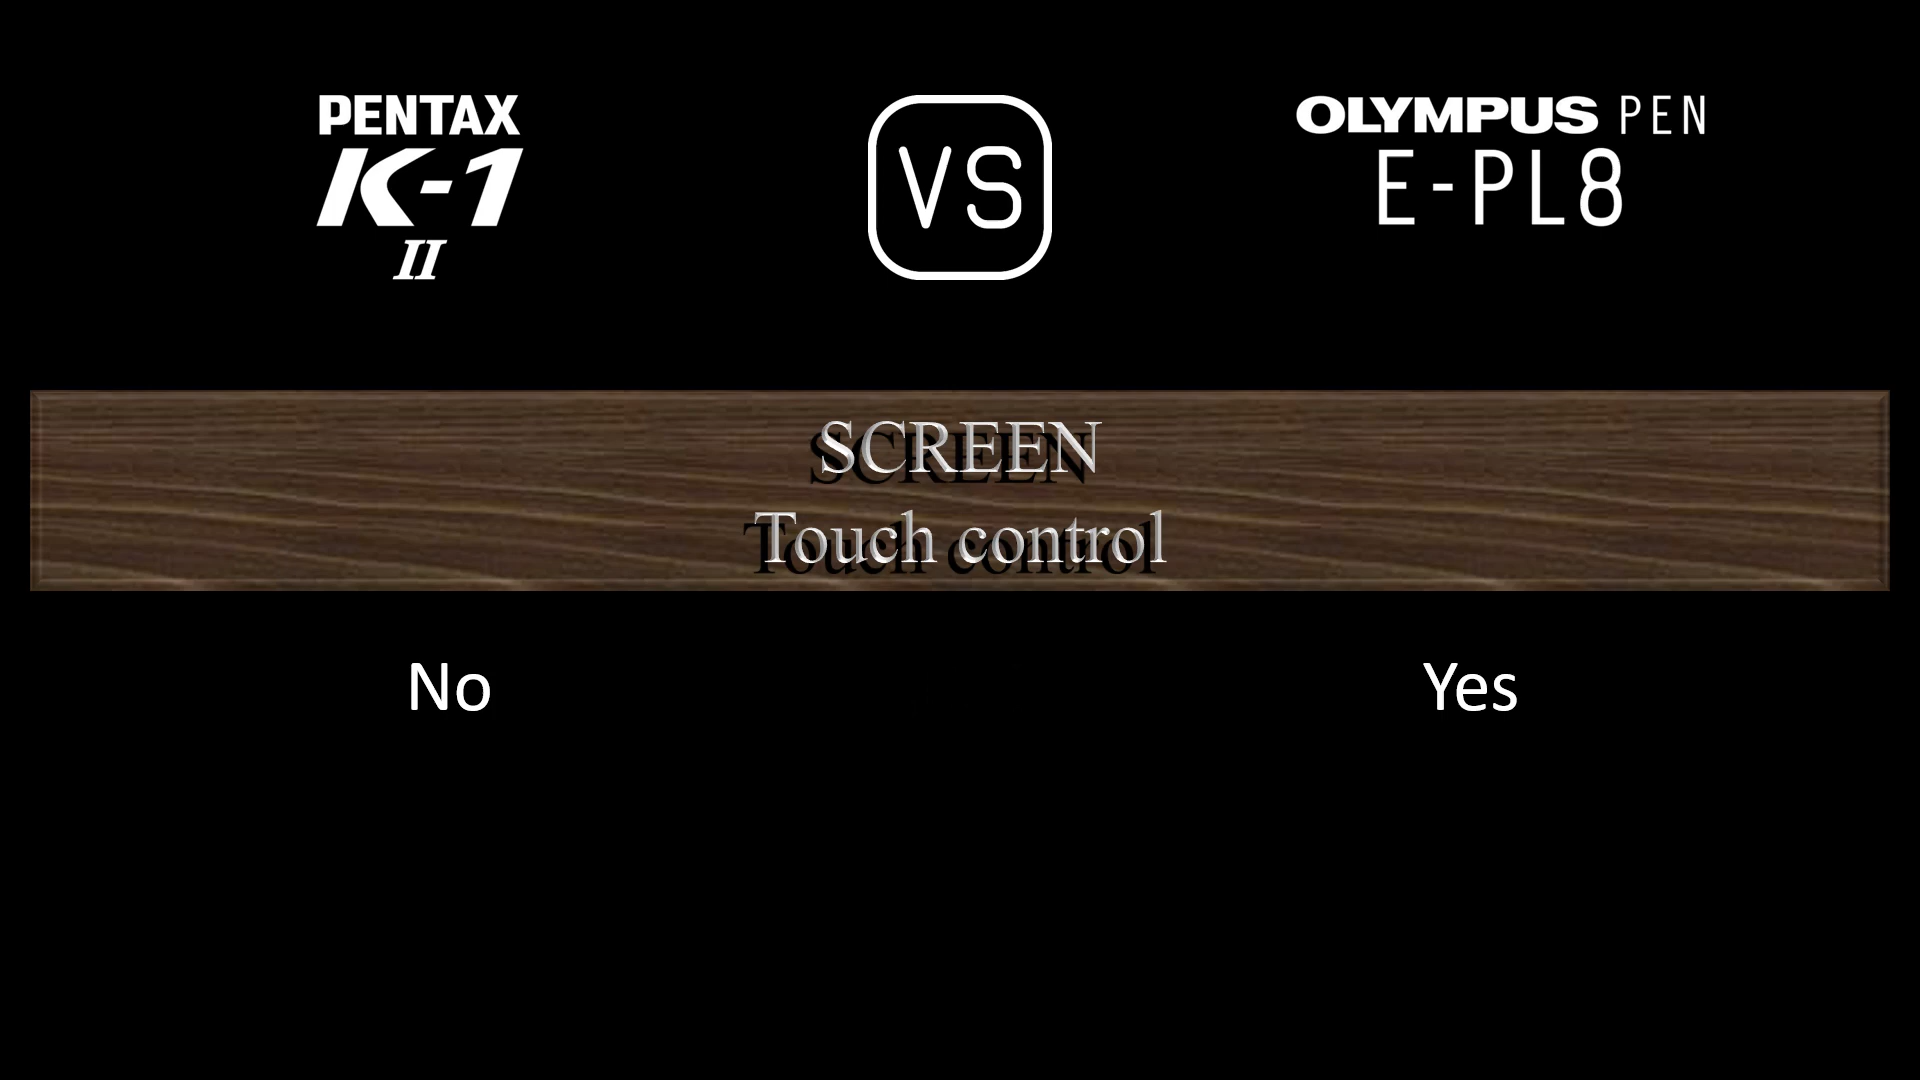 PENTAX
K-1
II
VS
OLYMPUS PEN
E-PL8
SCREEN
Touch control
No
Yes